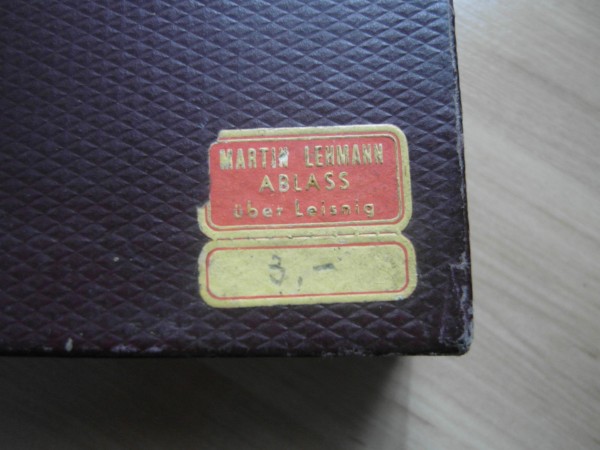 MARTIN LEHMANN
ABLASS
über Leisnig
3,-